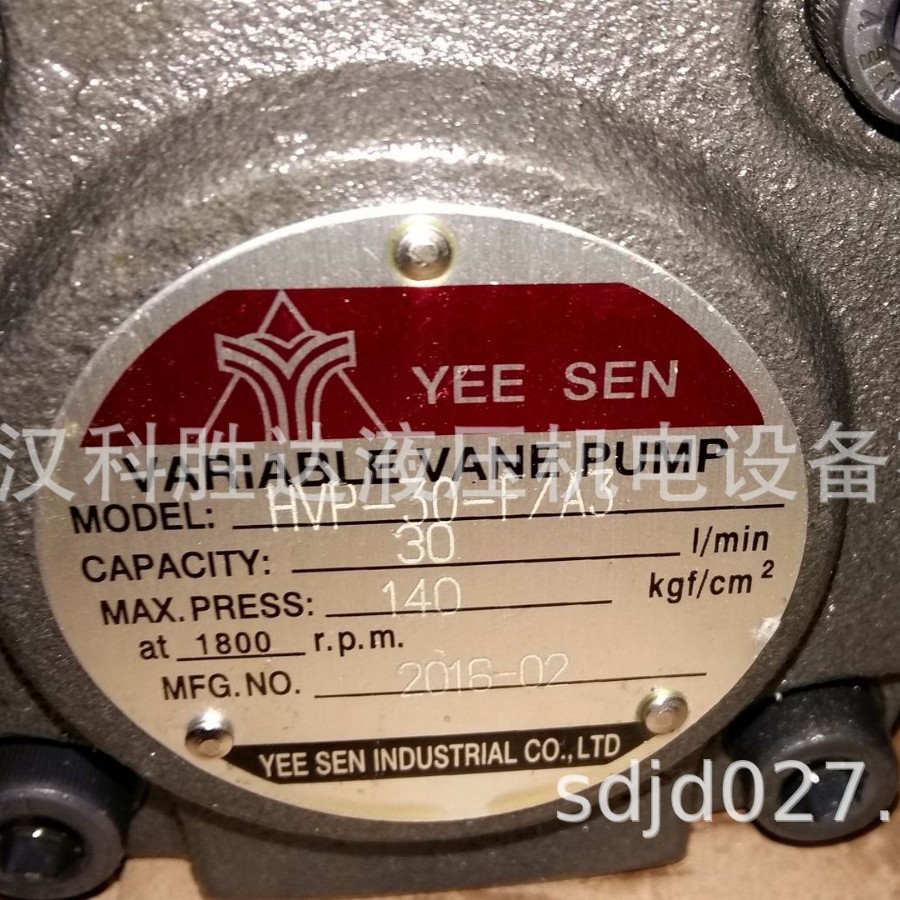 YEE SEN
汉科胜达液压机电设备
VARIABLE VANE PUMP
MODEL: HVP-30-F/A3
CAPACITY: 30 l/min
MAX. PRESS: 140 kgf/cm²
at 1800 r.p.m.
MFG. NO. 2016-02
YEE SEN INDUSTRIAL CO., LTD
sdjd027.